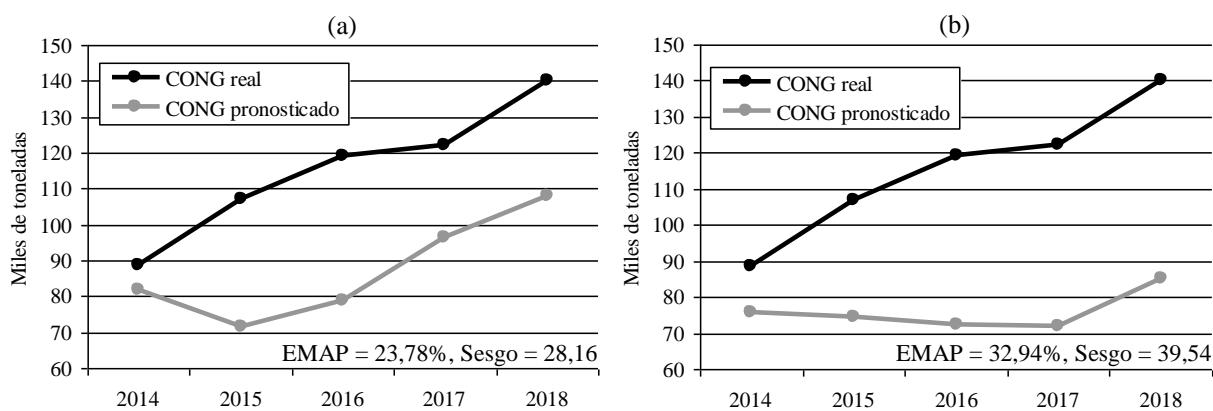 (a)
Miles de toneladas
150
140
130
120
110
100
90
80
70
60
CONG real
CONG pronosticado
EMAP = 23,78%, Sesgo = 28,16
2014 2015 2016 2017 2018
(b)
Miles de toneladas
150
140
130
120
110
100
90
80
70
60
CONG real
CONG pronosticado
EMAP = 32,94%, Sesgo = 39,54
2014 2015 2016 2017 2018